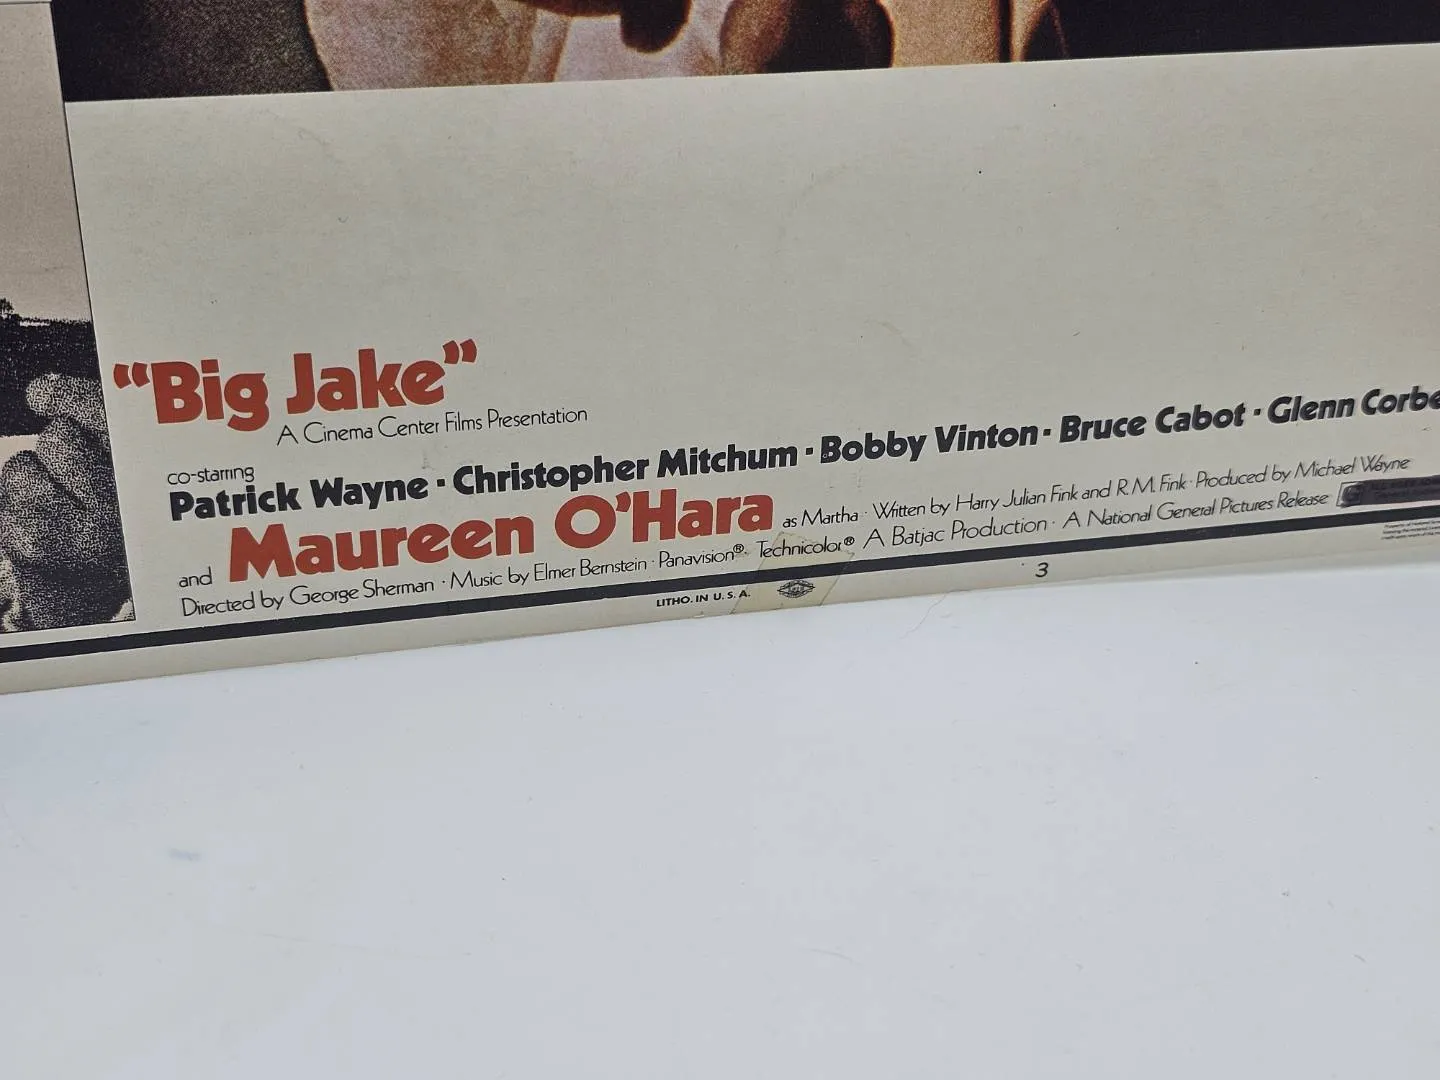 “Big Jake”
A Cinema Center Films Presentation
co-starring
Patrick Wayne · Christopher Mitchum · Bobby Vinton · Bruce Cabot · Glenn Corbe
and Maureen O'Hara as Martha · Written by Harry Julian Fink and R.M. Fink · Produced by Michael Wayne
Directed by George Sherman · Music by Elmer Bernstein · Panavision® · Technicolor® A Batjac Production · A National General Pictures Release G
LITHO. IN U. S. A.
3